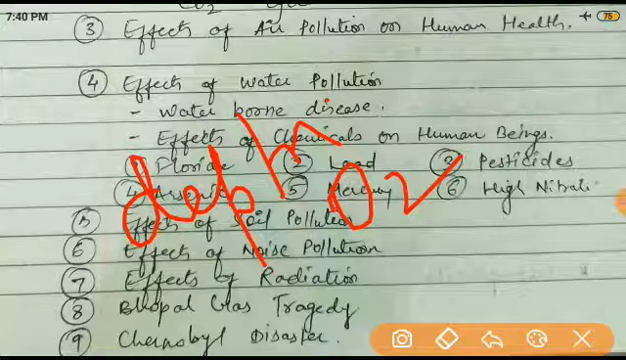 7:40 PM 75
CO2
③ Effects of Air Pollution on Human Health.
④ Effects of Water Pollution
- Water borne disease.
- Effects of Chemicals on Human Beings.
① Floride ② Lead ③ Pesticides
④ Arsenic ⑤ Mercury ⑥ High Nitrate
⑤ Effects of Soil Pollution
⑥ Effects of Noise Pollution
⑦ Effects of Radiation
⑧ Bhopal Gas Tragedy
⑨ Chernobyl Disaster.
deph
02